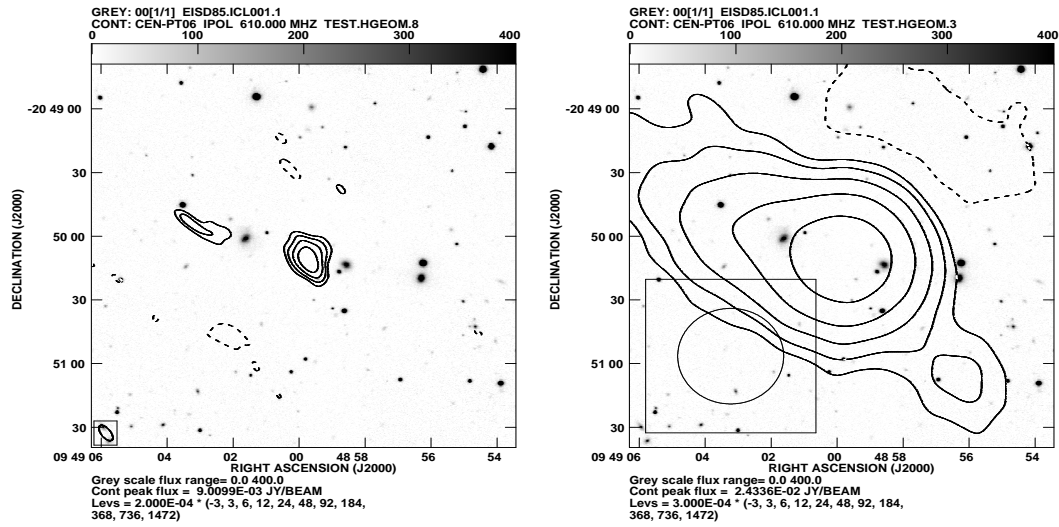 GREY: 00[1/1]  EISD85.ICL001.1
CONT: CEN-PT06  IPOL  610.000 MHZ  TEST.HGEOM.8
0 100 200 300 400
-20 49 00
30
50 00
30
51 00
30
DECLINATION (J2000)
09 49 06 04 02 00 48 58 56 54
RIGHT ASCENSION (J2000)
Grey scale flux range= 0.0 400.0
Cont peak flux =  9.0099E-03 JY/BEAM
Levs = 2.000E-04 * (-3, 3, 6, 12, 24, 48, 92, 184,
368, 736, 1472)
GREY: 00[1/1]  EISD85.ICL001.1
CONT: CEN-PT06  IPOL  610.000 MHZ  TEST.HGEOM.3
0 100 200 300 400
-20 49 00
30
50 00
30
51 00
30
DECLINATION (J2000)
09 49 06 04 02 00 48 58 56 54
RIGHT ASCENSION (J2000)
Grey scale flux range= 0.0 400.0
Cont peak flux =  2.4336E-02 JY/BEAM
Levs = 3.000E-04 * (-3, 3, 6, 12, 24, 48, 92, 184,
368, 736, 1472)